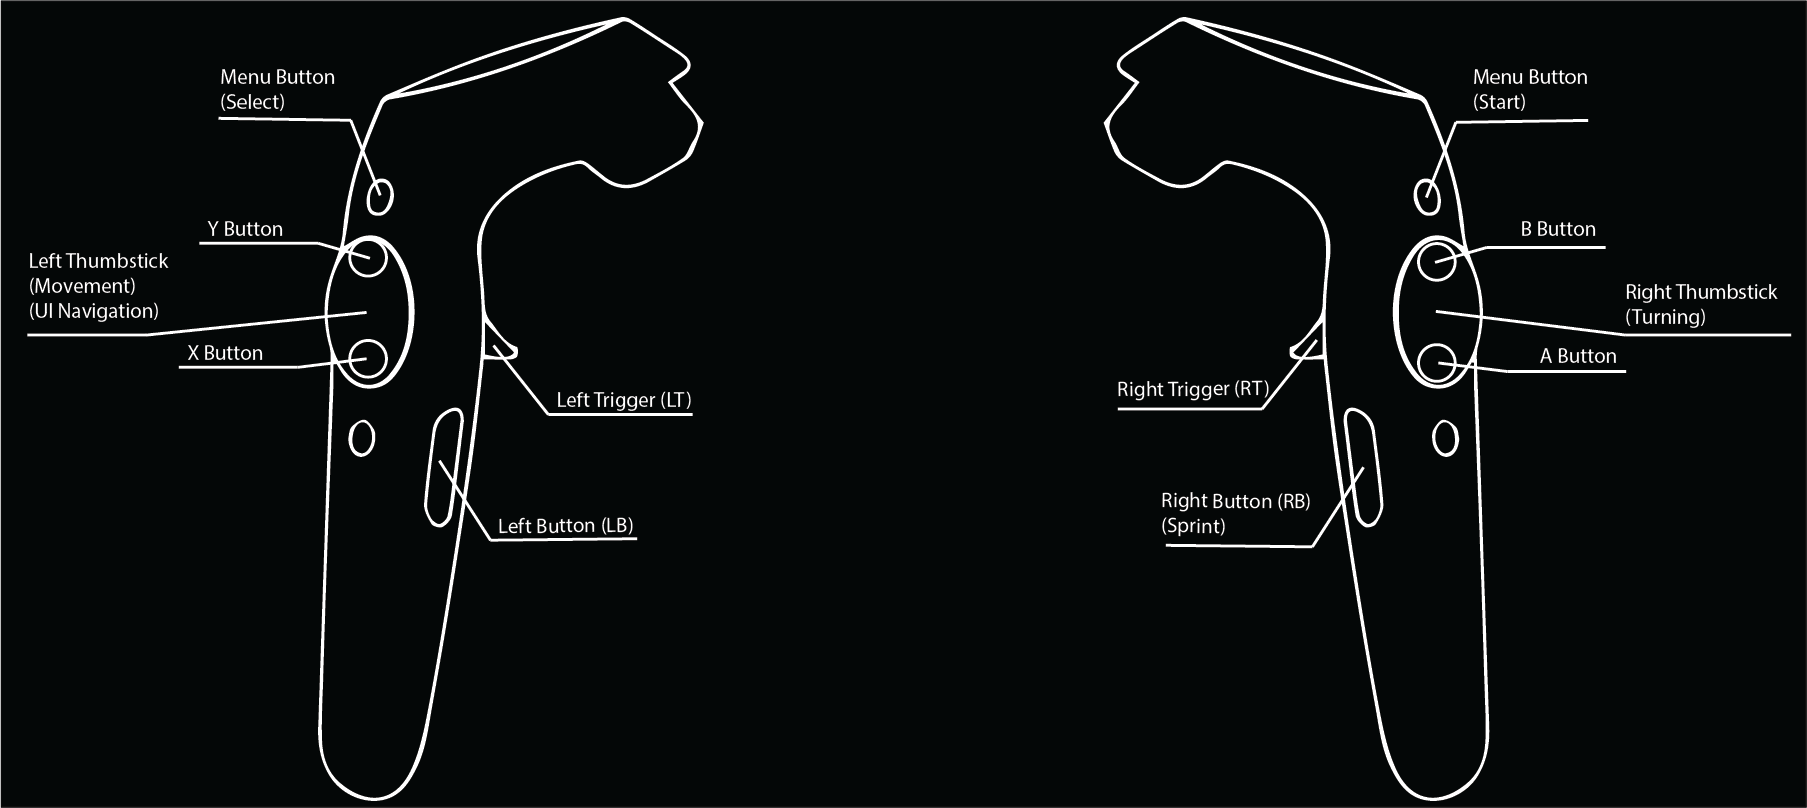 Menu Button
(Select)
Y Button
Left Thumbstick
(Movement)
(UI Navigation)
X Button
Left Trigger (LT)
Left Button (LB)
Menu Button
(Start)
B Button
Right Thumbstick
(Turning)
A Button
Right Trigger (RT)
Right Button (RB)
(Sprint)